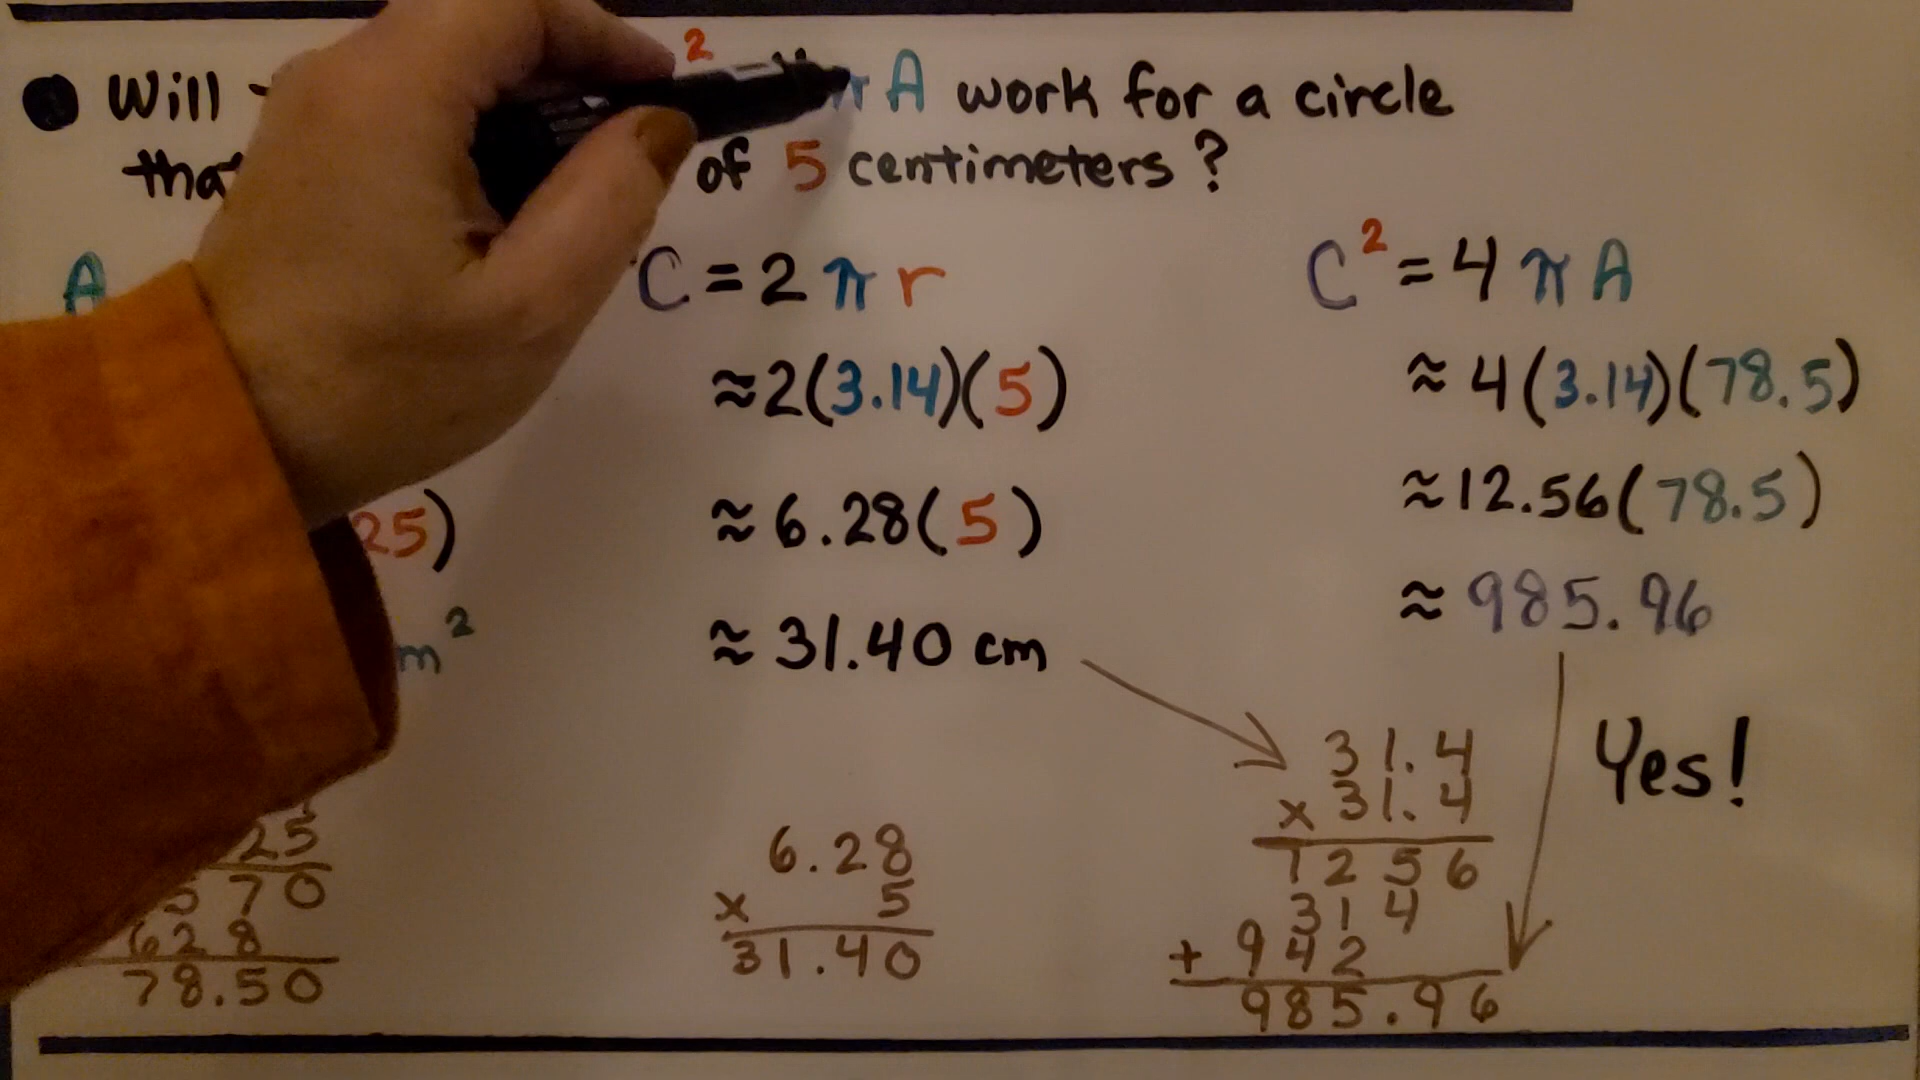 Will 2 π A work for a circle
of 5 centimeters ?
A
25)
m²
25
70
628
78.50
C = 2 π r
≈ 2(3.14)(5)
≈ 6.28(5)
≈ 31.40 cm
6.28
x 5
31.40
C² = 4 π A
≈ 4(3.14)(78.5)
≈ 12.56(78.5)
≈ 985.96
Yes!
31.4
x 31.4
1256
314
+ 942
985.96